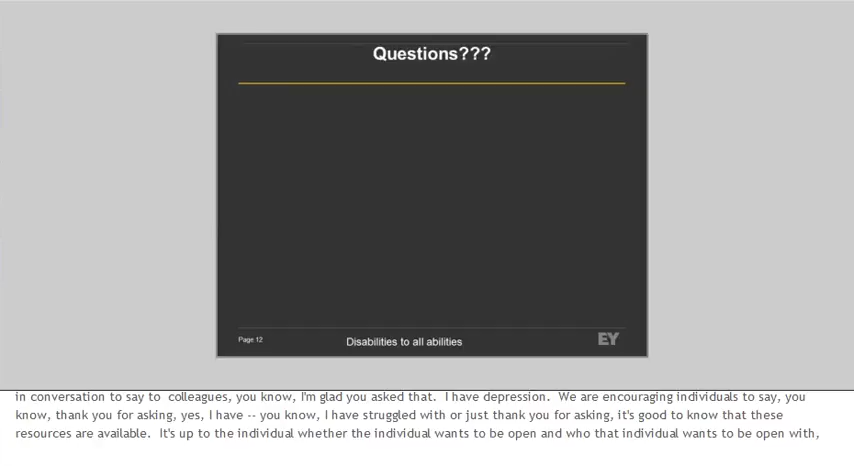 Questions???
Page 12
Disabilities to all abilities
EY
in conversation to say to  colleagues, you know, I'm glad you asked that.  I have depression.  We are encouraging individuals to say, you
know, thank you for asking, yes, I have -- you know, I have struggled with or just thank you for asking, it's good to know that these
resources are available.  It's up to the individual whether the individual wants to be open and who that individual wants to be open with,